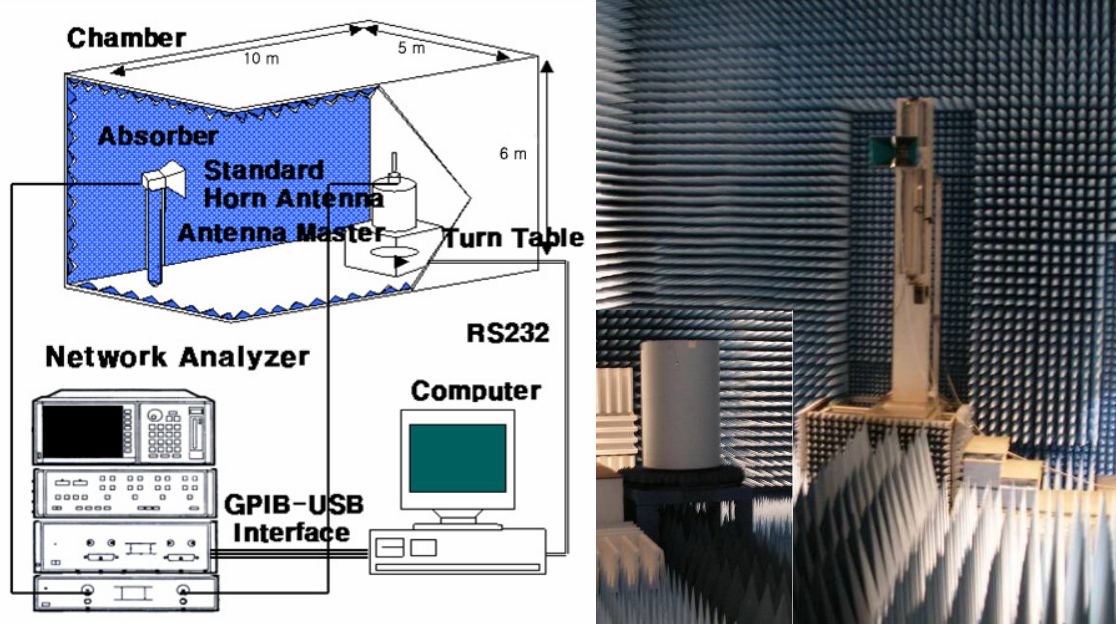 Chamber
10 m
5 m
Absorber
6 m
Standard
Horn Antenna
Antenna Master
Turn Table
RS232
Network Analyzer
Computer
GPIB-USB
Interface